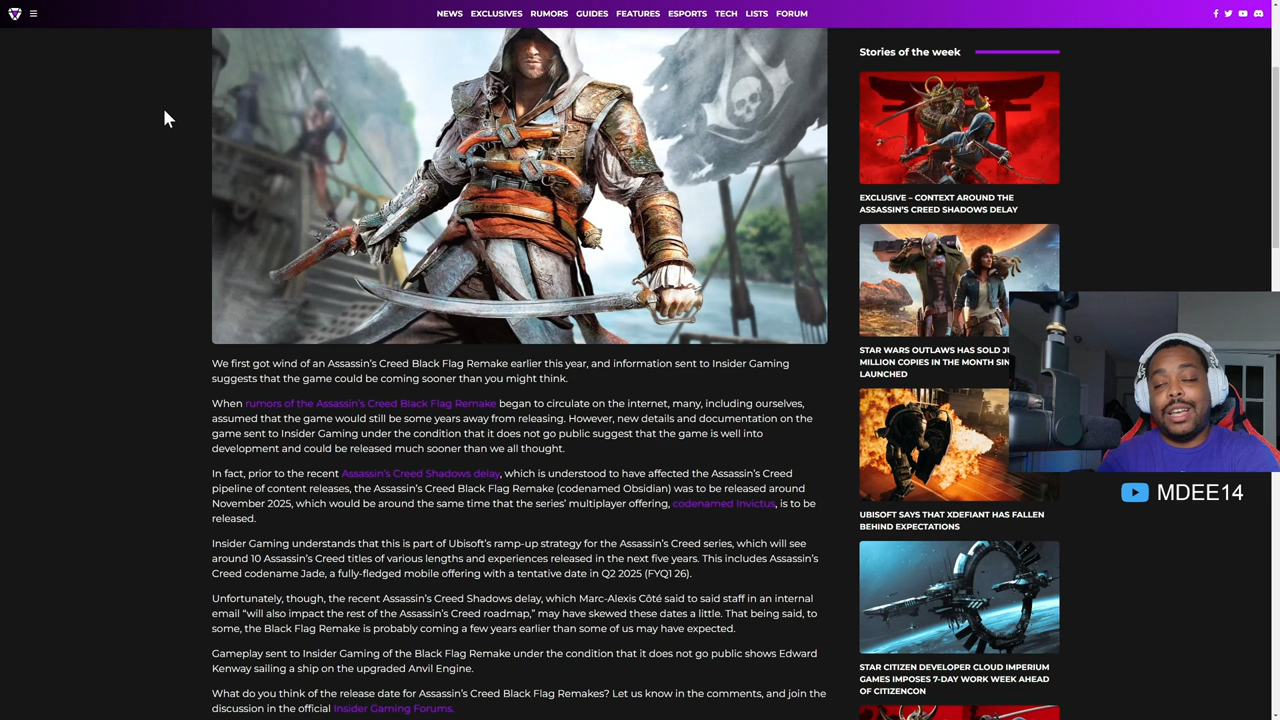 NEWS EXCLUSIVES RUMORS GUIDES FEATURES ESPORTS TECH LISTS FORUM
We first got wind of an Assassin's Creed Black Flag Remake earlier this year, and information sent to Insider Gaming
suggests that the game could be coming sooner than you might think.
When rumors of the Assassin's Creed Black Flag Remake began to circulate on the internet, many, including ourselves,
assumed that the game would still be some years away from releasing. However, new details and documentation on the
game sent to Insider Gaming under the condition that it does not go public suggest that the game is well into
development and could be released much sooner than we all thought.
In fact, prior to the recent Assassin's Creed Shadows delay, which is understood to have affected the Assassin's Creed
pipeline of content releases, the Assassin's Creed Black Flag Remake (codenamed Obsidian) was to be released around
November 2025, which would be around the same time that the series' multiplayer offering, codenamed Invictus, is to be
released.
Insider Gaming understands that this is part of Ubisoft's ramp-up strategy for the Assassin's Creed series, which will see
around 10 Assassin's Creed titles of various lengths and experiences released in the next five years. This includes Assassin's
Creed codename Jade, a fully-fledged mobile offering with a tentative date in Q2 2025 (FYQ1 26).
Unfortunately, though, the recent Assassin's Creed Shadows delay, which Marc-Alexis Côté said to said staff in an internal
email “will also impact the rest of the Assassin's Creed roadmap,” may have skewed these dates a little. That being said, to
some, the Black Flag Remake is probably coming a few years earlier than some of us may have expected.
Gameplay sent to Insider Gaming of the Black Flag Remake under the condition that it does not go public shows Edward
Kenway sailing a ship on the upgraded Anvil Engine.
What do you think of the release date for Assassin's Creed Black Flag Remakes? Let us know in the comments, and join the
discussion in the official Insider Gaming Forums.
Stories of the week
EXCLUSIVE – CONTEXT AROUND THE
ASSASSIN'S CREED SHADOWS DELAY
STAR WARS OUTLAWS HAS SOLD
MILLION COPIES IN THE MONTH
LAUNCHED
UBISOFT SAYS THAT XDEFIANT HAS FALLEN
BEHIND EXPECTATIONS
STAR CITIZEN DEVELOPER CLOUD IMPERIUM
GAMES IMPOSES 7-DAY WORK WEEK AHEAD
OF CITIZENCON
MDEE14